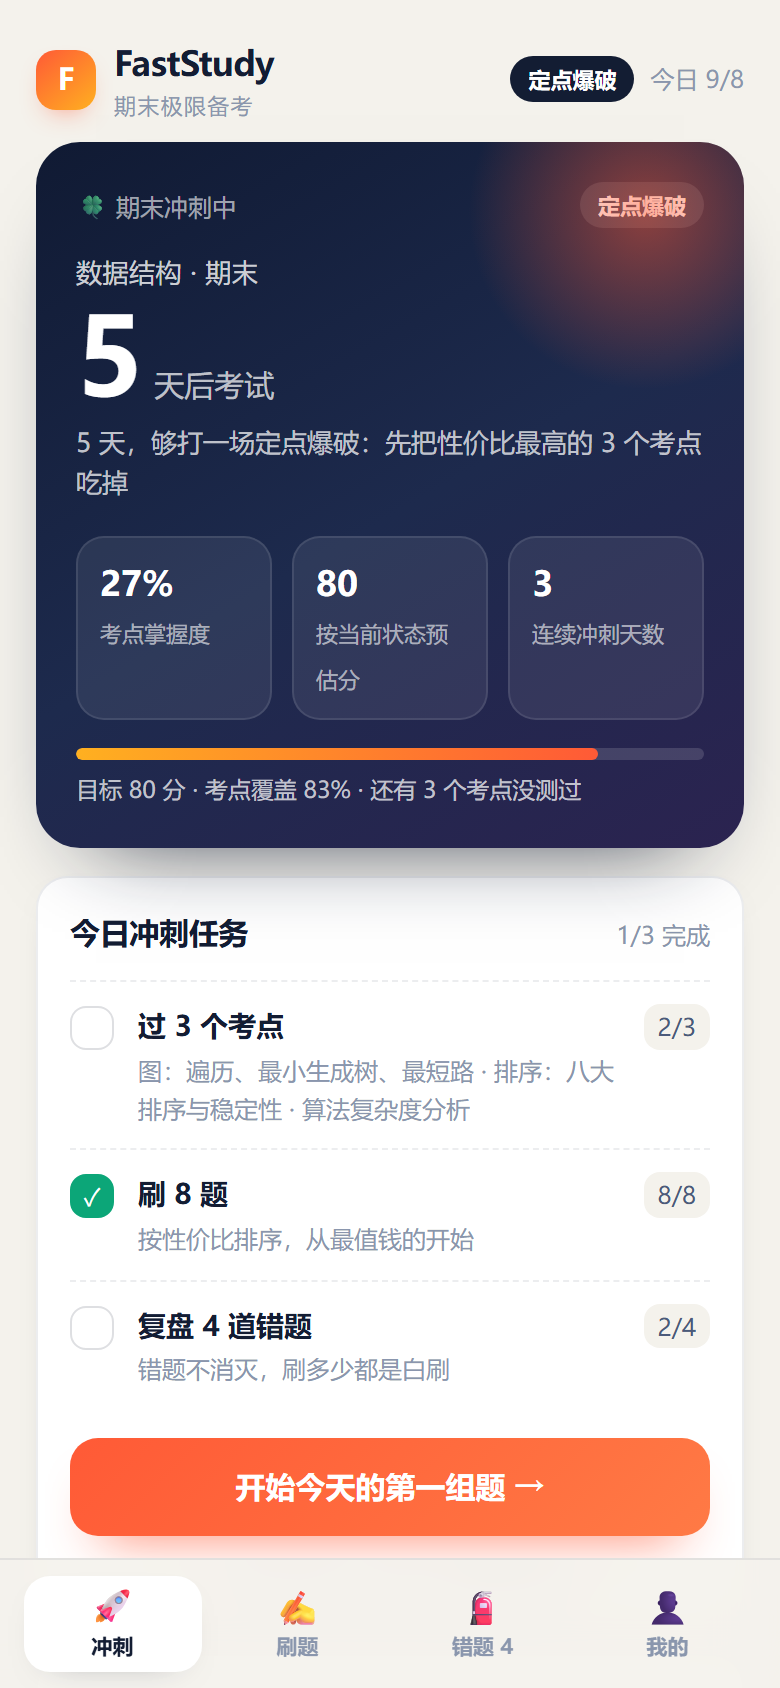 F
FastStudy
期末极限备考
定点爆破
今日 9/8
期末冲刺中
定点爆破
数据结构 · 期末
5 天后考试
5 天，够打一场定点爆破：先把性价比最高的 3 个考点
吃掉
27%
考点掌握度
80
按当前状态预
估分
3
连续冲刺天数
目标 80 分 · 考点覆盖 83% · 还有 3 个考点没测过
今日冲刺任务
1/3 完成
过 3 个考点
2/3
图：遍历、最小生成树、最短路 · 排序：八大
排序与稳定性 · 算法复杂度分析
✓
刷 8 题
8/8
按性价比排序，从最值钱的开始
复盘 4 道错题
2/4
错题不消灭，刷多少都是白刷
开始今天的第一组题 →
冲刺
刷题
错题 4
我的